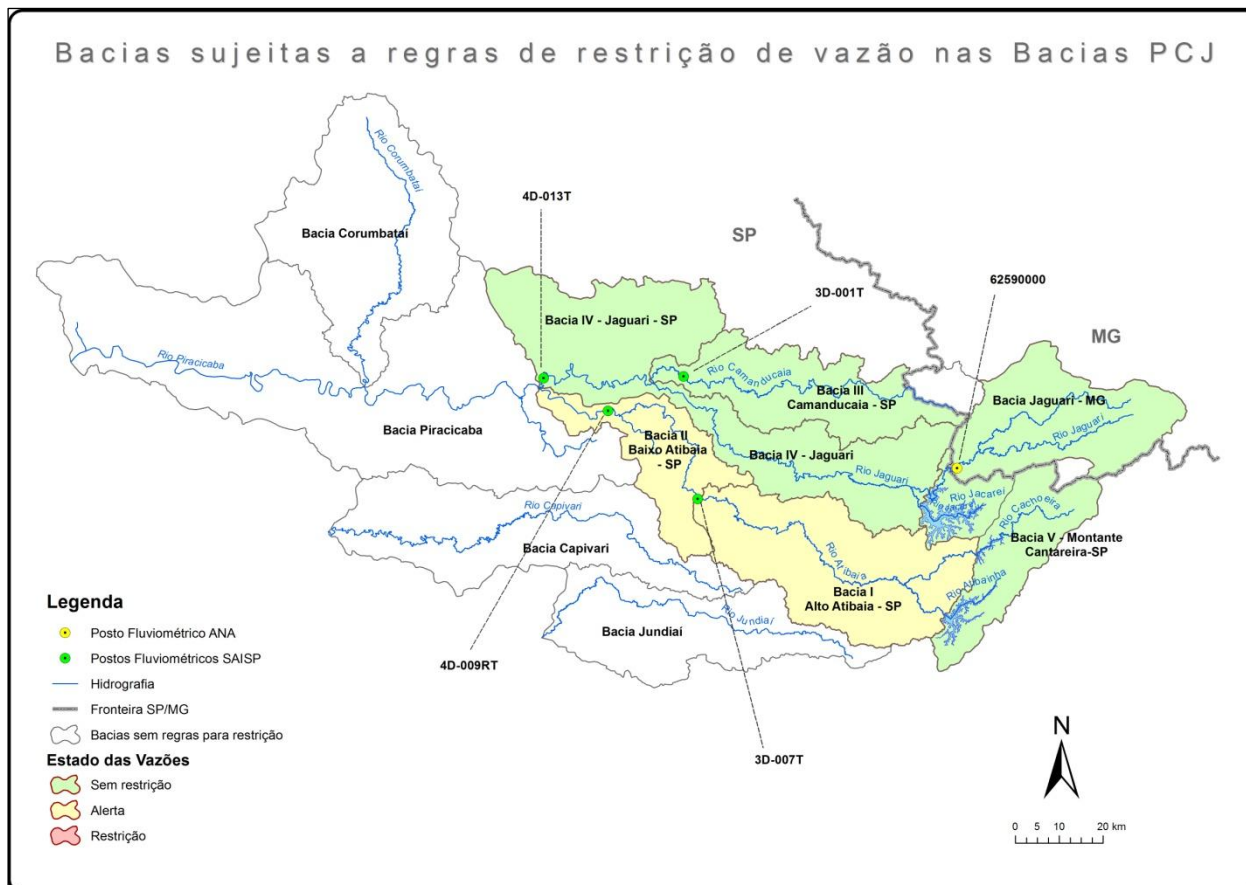 Bacias sujeitas a regras de restrição de vazão nas Bacias PCJ
Rio Corumbataí
4D-013T
Bacia Corumbataí
SP
3D-001T
62590000
Bacia IV - Jaguari - SP
MG
Rio Piracicaba
Rio Camanducaia
Bacia III
Camanducaia - SP
Bacia Jaguari - MG
Bacia Piracicaba
Bacia II
Baixo Atibaia
- SP
Rio Jaguari
Bacia IV - Jaguari
Rio Jaguari
Rio Jacareí
Rio Cachoeira
Rio Capivari
Bacia V - Montante
Cantareira-SP
Bacia Capivari
Rio Atibaia
Rio Atibainha
Bacia I
Alto Atibaia - SP
Legenda
Rio Jundiaí
Bacia Jundiaí
Posto Fluviométrico ANA
Postos Fluviométricos SAISP
4D-009RT
Hidrografia
Fronteira SP/MG
Bacias sem regras para restrição
3D-007T
Estado das Vazões
Sem restrição
Alerta
Restrição
N
0 5 10 20 km